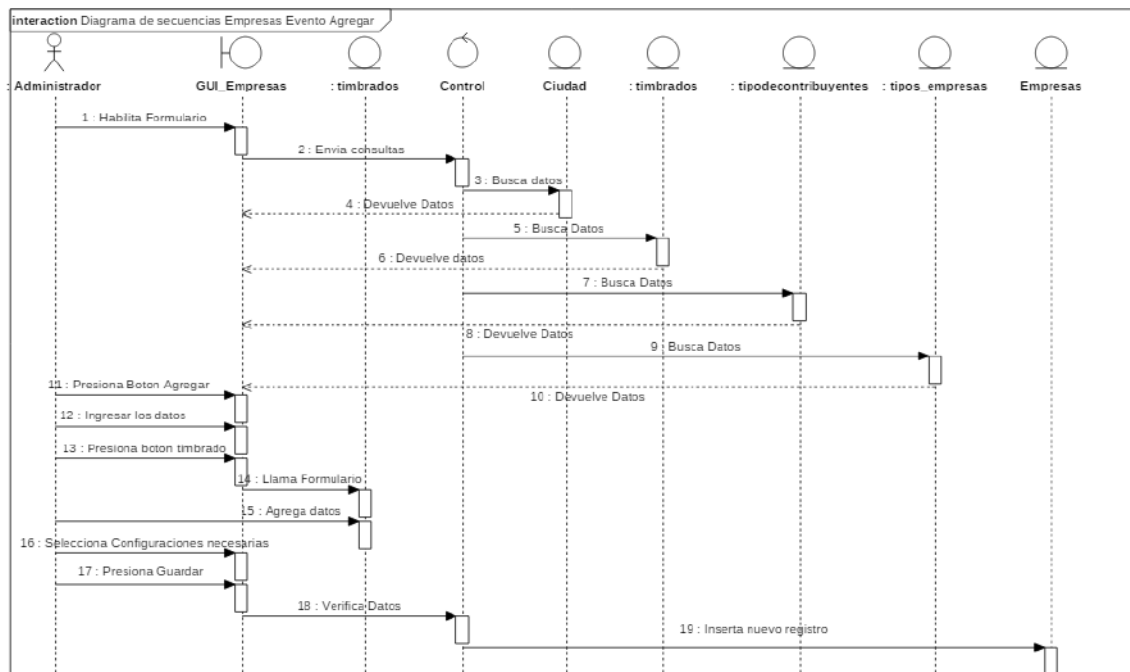 interaction Diagrama de secuencias Empresas Evento Agregar
: Administrador GUI_Empresas : timbrados Control Ciudad : timbrados : tipodecontribuyentes : tipos_empresas Empresas
1 : Habilita Formulario
2 : Envia consultas
3 : Busca datos
4 : Devuelve Datos
5 : Busca Datos
6 : Devuelve datos
7 : Busca Datos
8 : Devuelve Datos
9 : Busca Datos
10 : Devuelve Datos
11 : Presiona Boton Agregar
12 : Ingresar los datos
13 : Presiona boton timbrado
14 : Llama Formulario
15 : Agrega datos
16 : Selecciona Configuraciones necesarias
17 : Presiona Guardar
18 : Verifica Datos
19 : Inserta nuevo registro